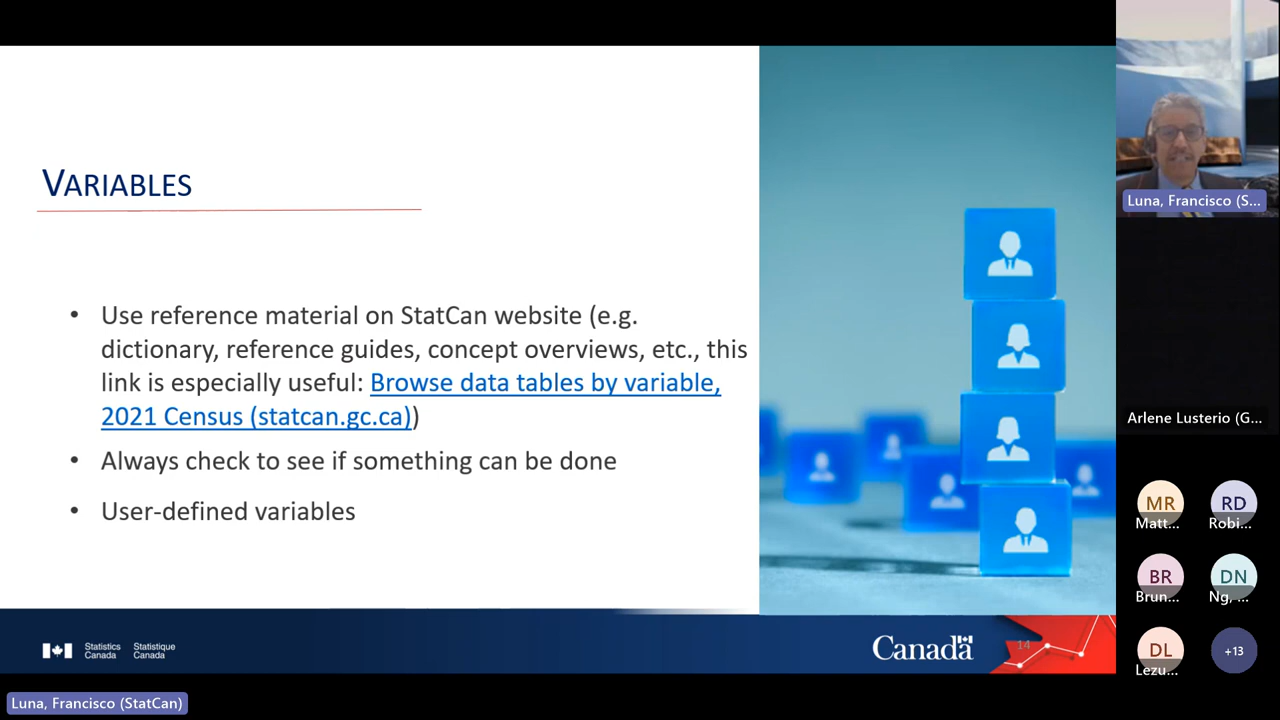 VARIABLES
• Use reference material on StatCan website (e.g.
dictionary, reference guides, concept overviews, etc., this
link is especially useful: Browse data tables by variable,
2021 Census (statcan.gc.ca))
• Always check to see if something can be done
• User-defined variables
Statistics Statistique
Canada Canada
Canada
14
Luna, Francisco (StatCan)
Luna, Francisco (S...
Arlene Lusterio (G...
MR RD
Matt... Robi...
BR DN
Brun... Ng, ...
DL +13
Lezu...